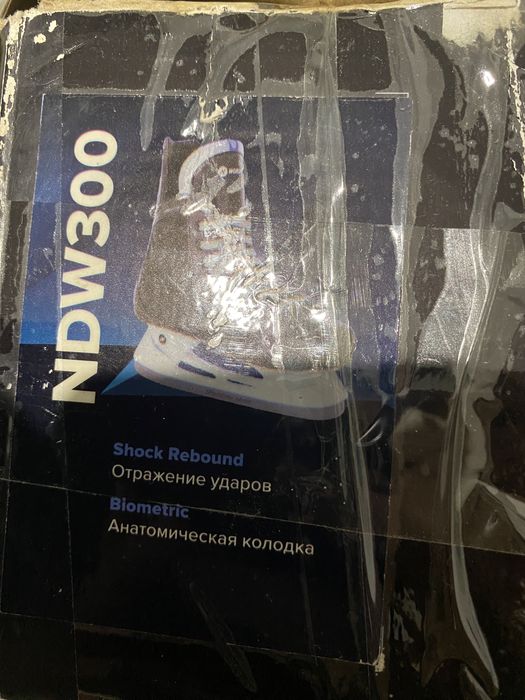 NDW300
Shock Rebound
Отражение ударов
Biometric
Анатомическая колодка